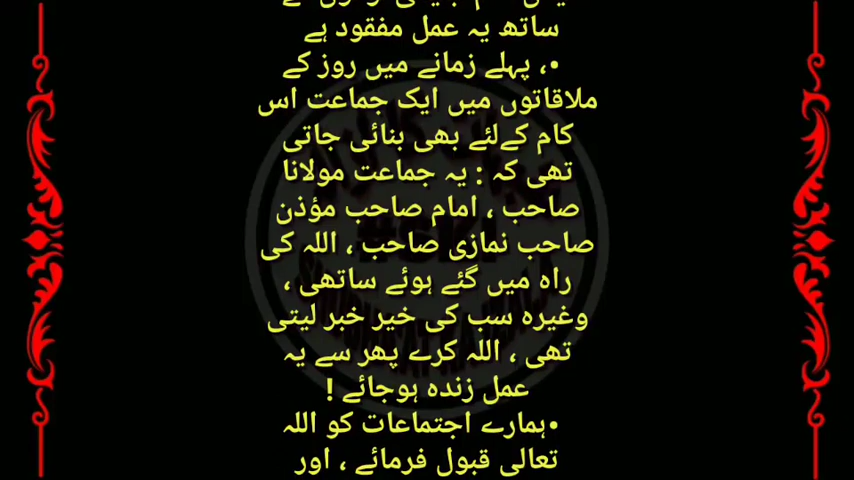 ساتھ یہ عمل مفقود ہے
•، پہلے زمانے میں روز کے
ملاقاتوں میں ایک جماعت اس
کام کےلئے بھی بنائی جاتی
تھی کہ : یہ جماعت مولانا
صاحب ، امام صاحب مؤذن
صاحب نمازی صاحب ، اللہ کی
راہ میں گئے ہوئے ساتھی ،
وغیرہ سب کی خیر خبر لیتی
تھی ، اللہ کرے پھر سے یہ
عمل زندہ ہوجائے !
•ہمارے اجتماعات کو اللہ
تعالی قبول فرمائے ، اور